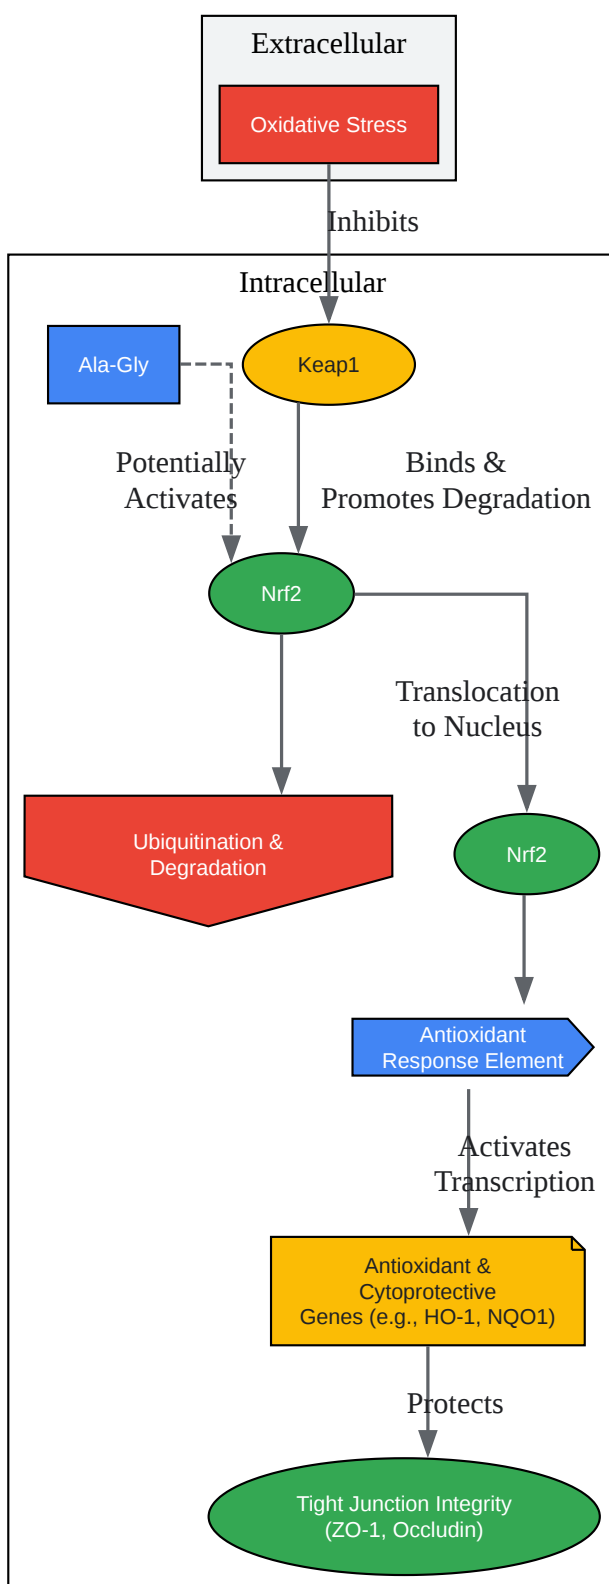 Extracellular
Oxidative Stress
Inhibits
Intracellular
Ala-Gly
Keap1
Potentially
Activates
Binds &
Promotes Degradation
Nrf2
Translocation
to Nucleus
Ubiquitination &
Degradation
Nrf2
Antioxidant
Response Element
Activates
Transcription
Antioxidant &
Cytoprotective
Genes (e.g., HO-1, NQO1)
Protects
Tight Junction Integrity
(ZO-1, Occludin)